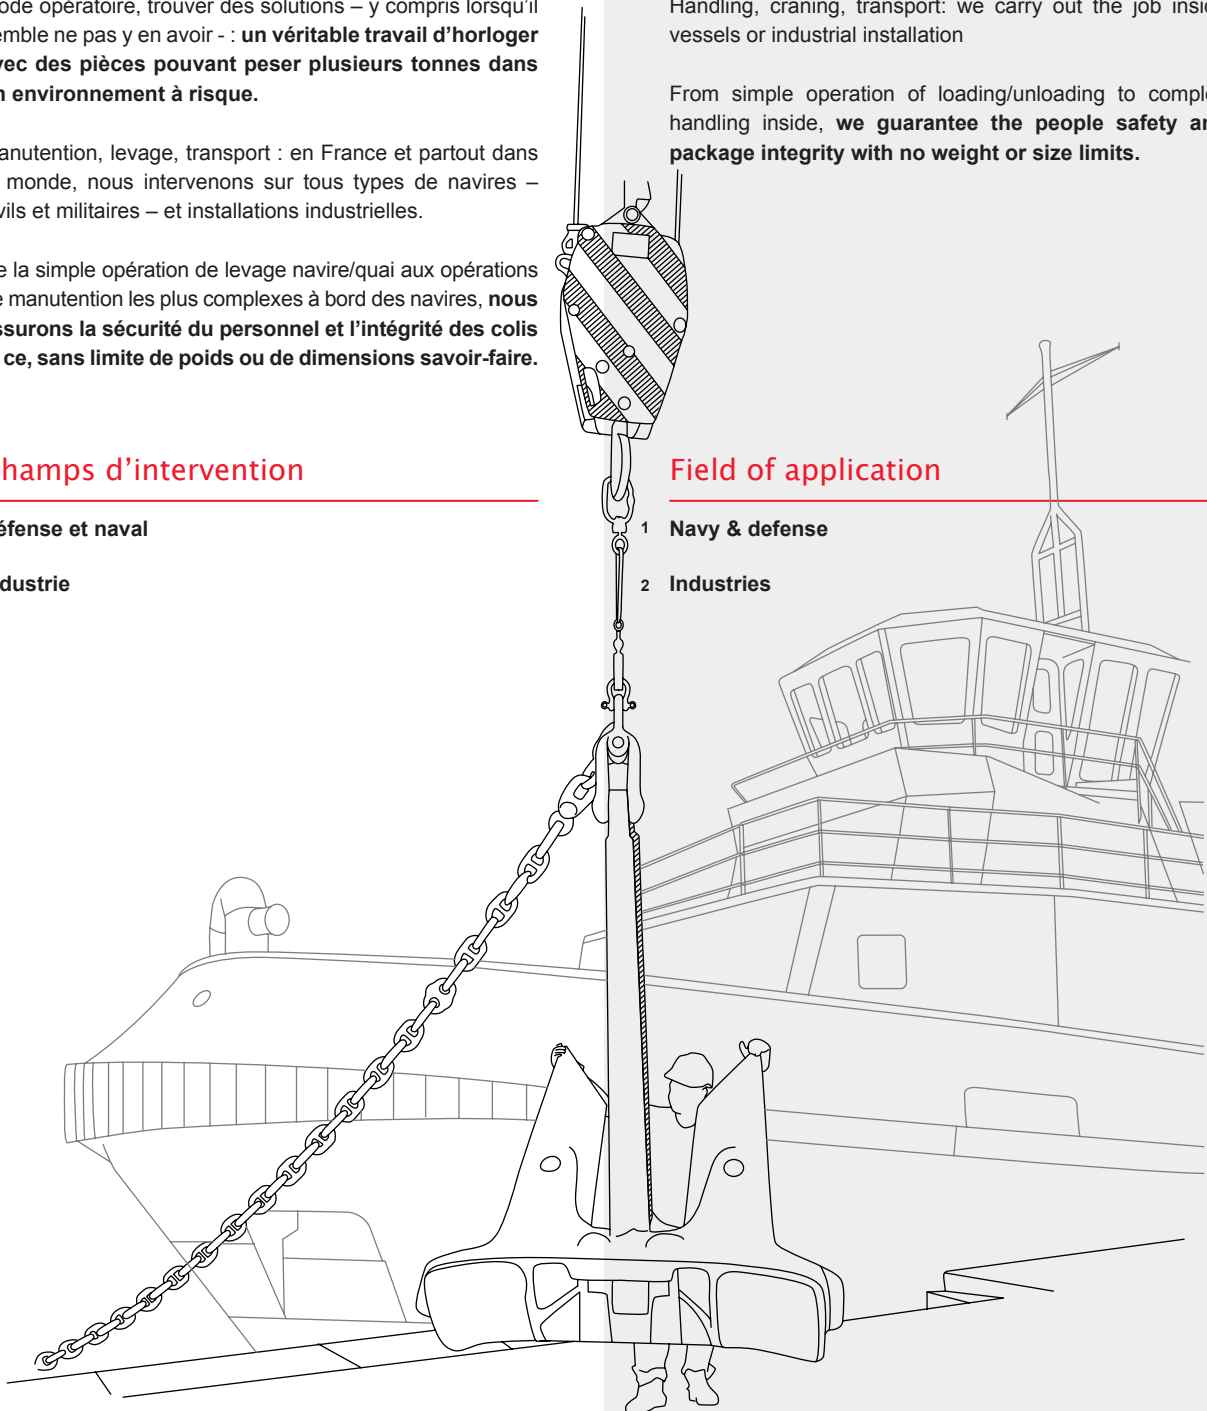 ode opératoire, trouver des solutions – y compris lorsqu’il
emble ne pas y en avoir - : un véritable travail d’horloger
vec des pièces pouvant peser plusieurs tonnes dans
n environnement à risque.
anutention, levage, transport : en France et partout dans
monde, nous intervenons sur tous types de navires –
vils et militaires – et installations industrielles.
e la simple opération de levage navire/quai aux opérations
e manutention les plus complexes à bord des navires, nous
ssurons la sécurité du personnel et l’intégrité des colis
ce, sans limite de poids ou de dimensions savoir-faire.
hamps d’intervention
éfense et naval
dustrie
Handling, craning, transport: we carry out the job insid
vessels or industrial installation
From simple operation of loading/unloading to comple
handling inside, we guarantee the people safety an
package integrity with no weight or size limits.
Field of application
1 Navy & defense
2 Industries